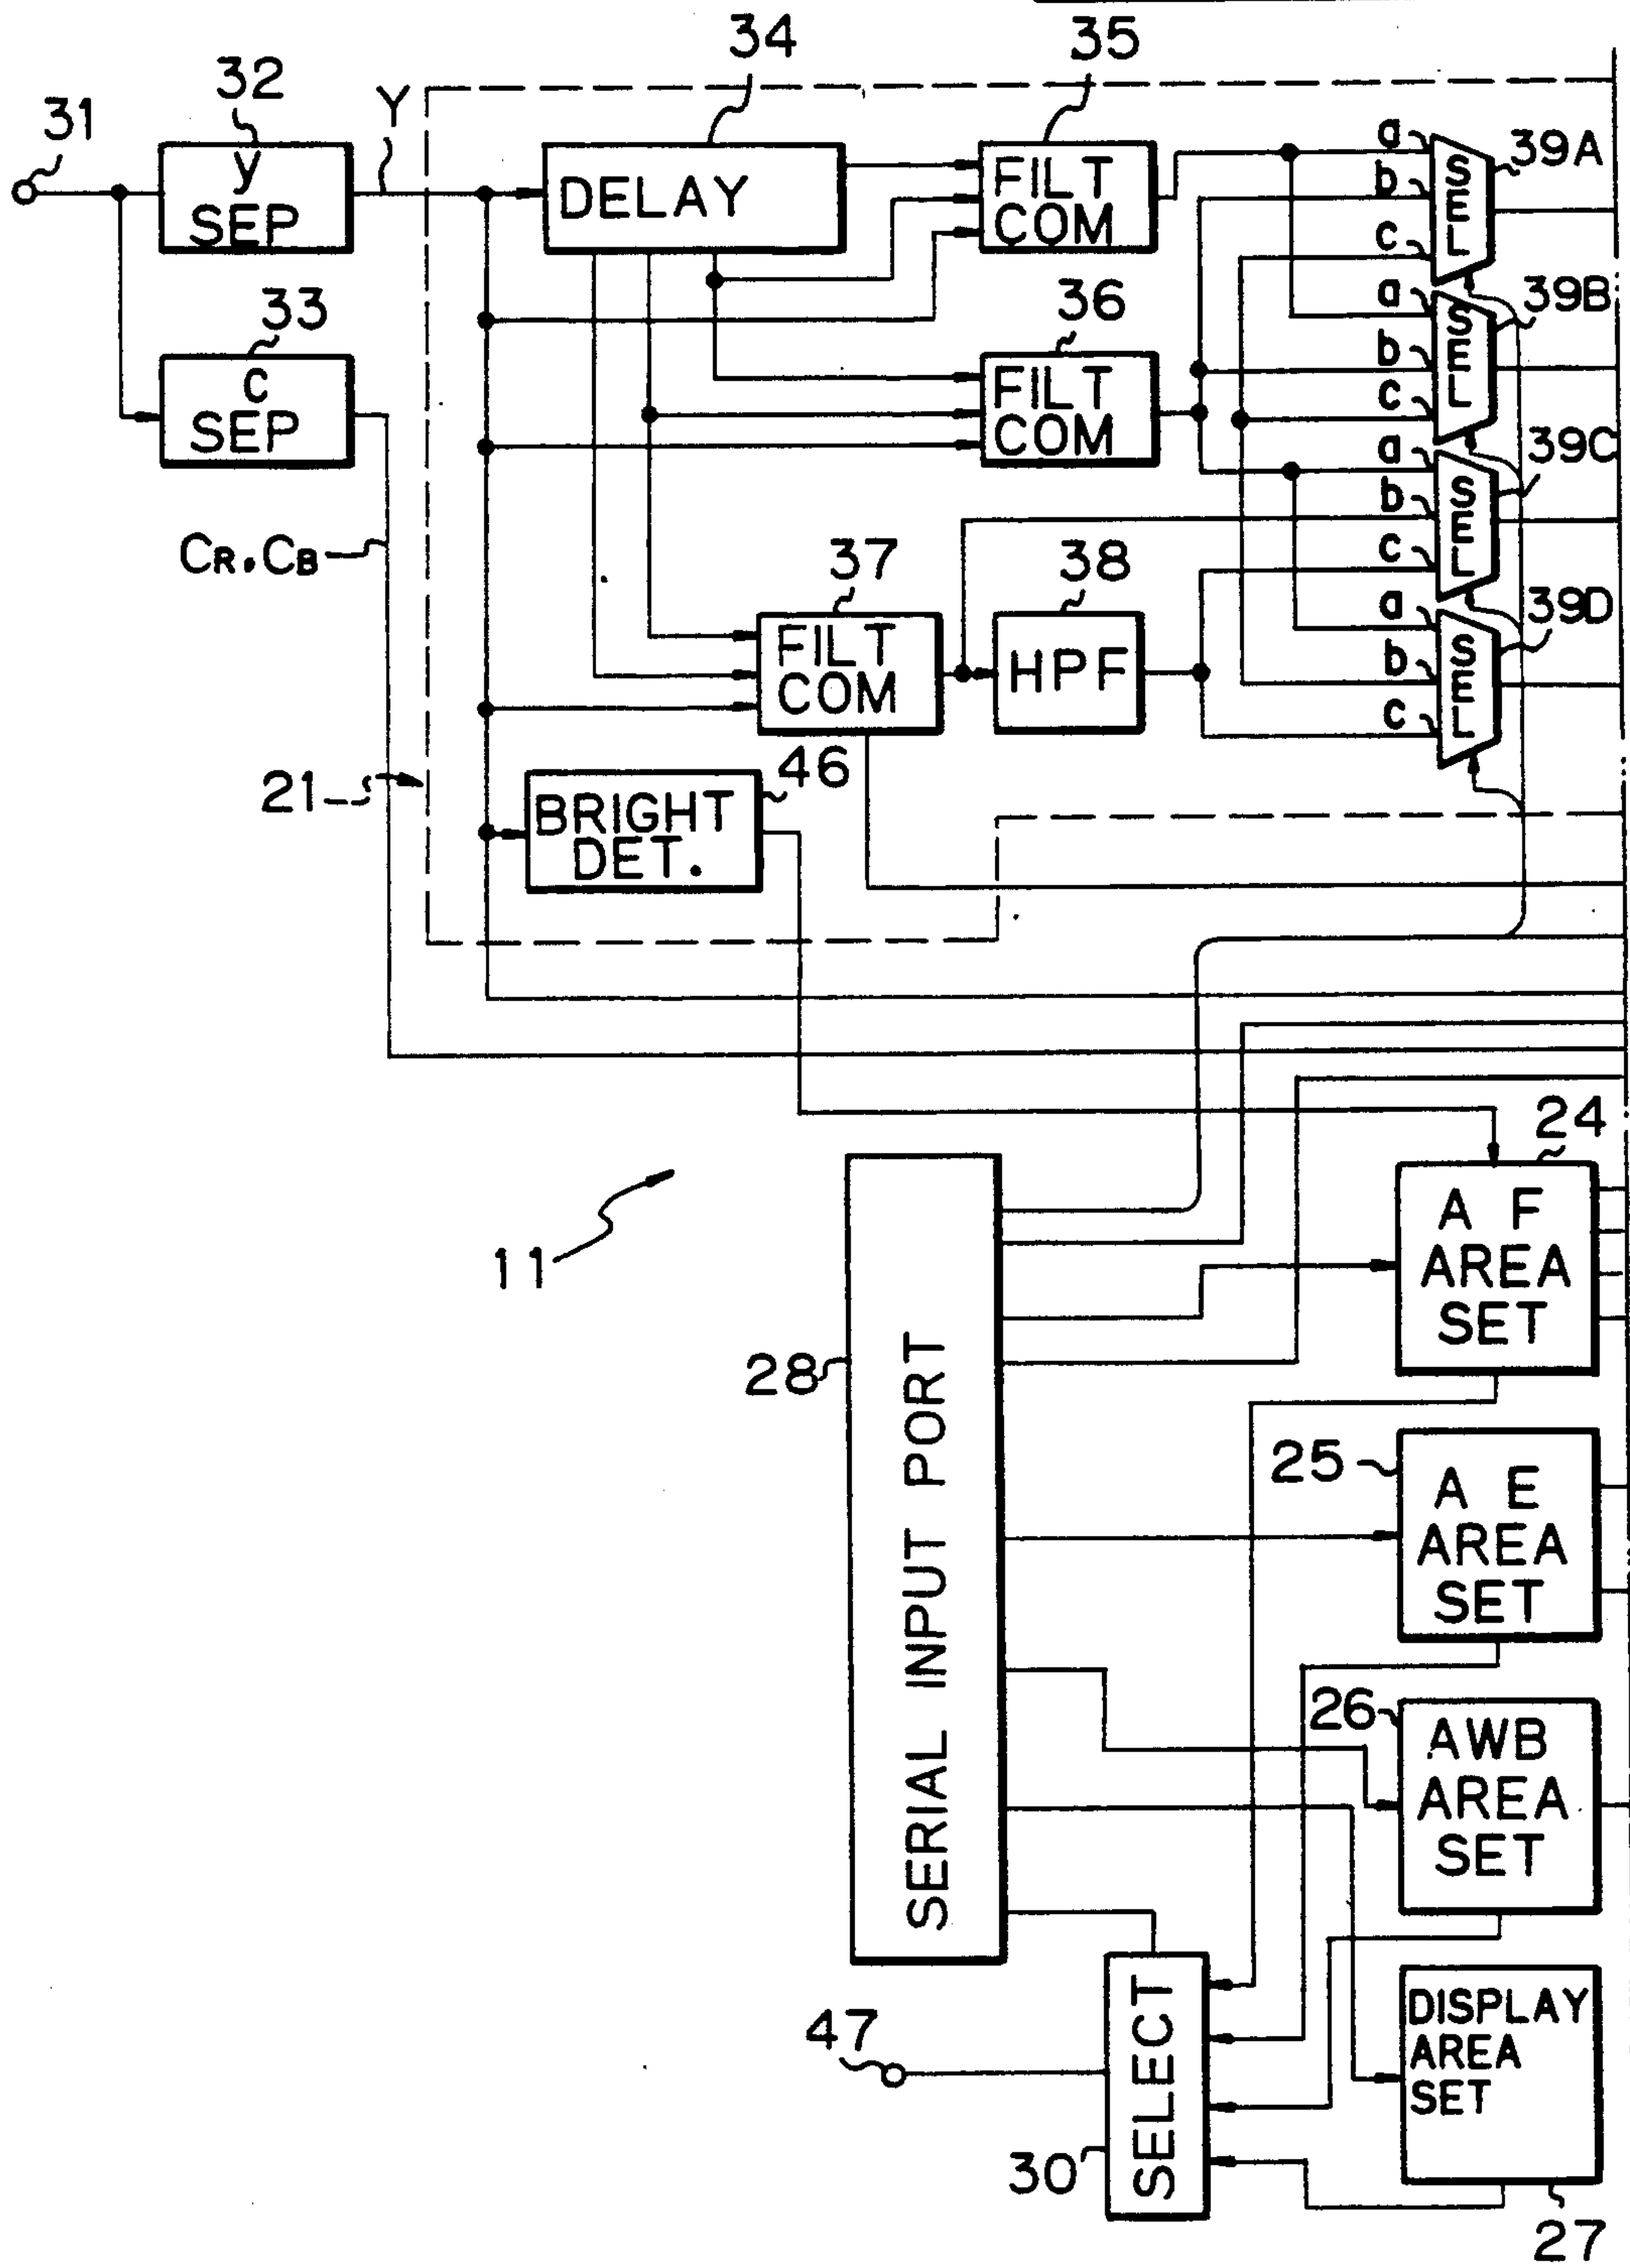 34
35
32
Y
31
y
SEP
DELAY
FILT
COM
a
b
c
SEL
39A
33
36
a
b
c
SEL
39B
C
SEP
FILT
COM
a
b
c
SEL
39C
CR, CB
37
38
a
b
c
SEL
39D
FILT
COM
HPF
21
46
BRIGHT
DET.
24
11
A F
AREA
SET
28
SERIAL INPUT PORT
25
A E
AREA
SET
26
AWB
AREA
SET
47
SELECT
DISPLAY
AREA
SET
30
27